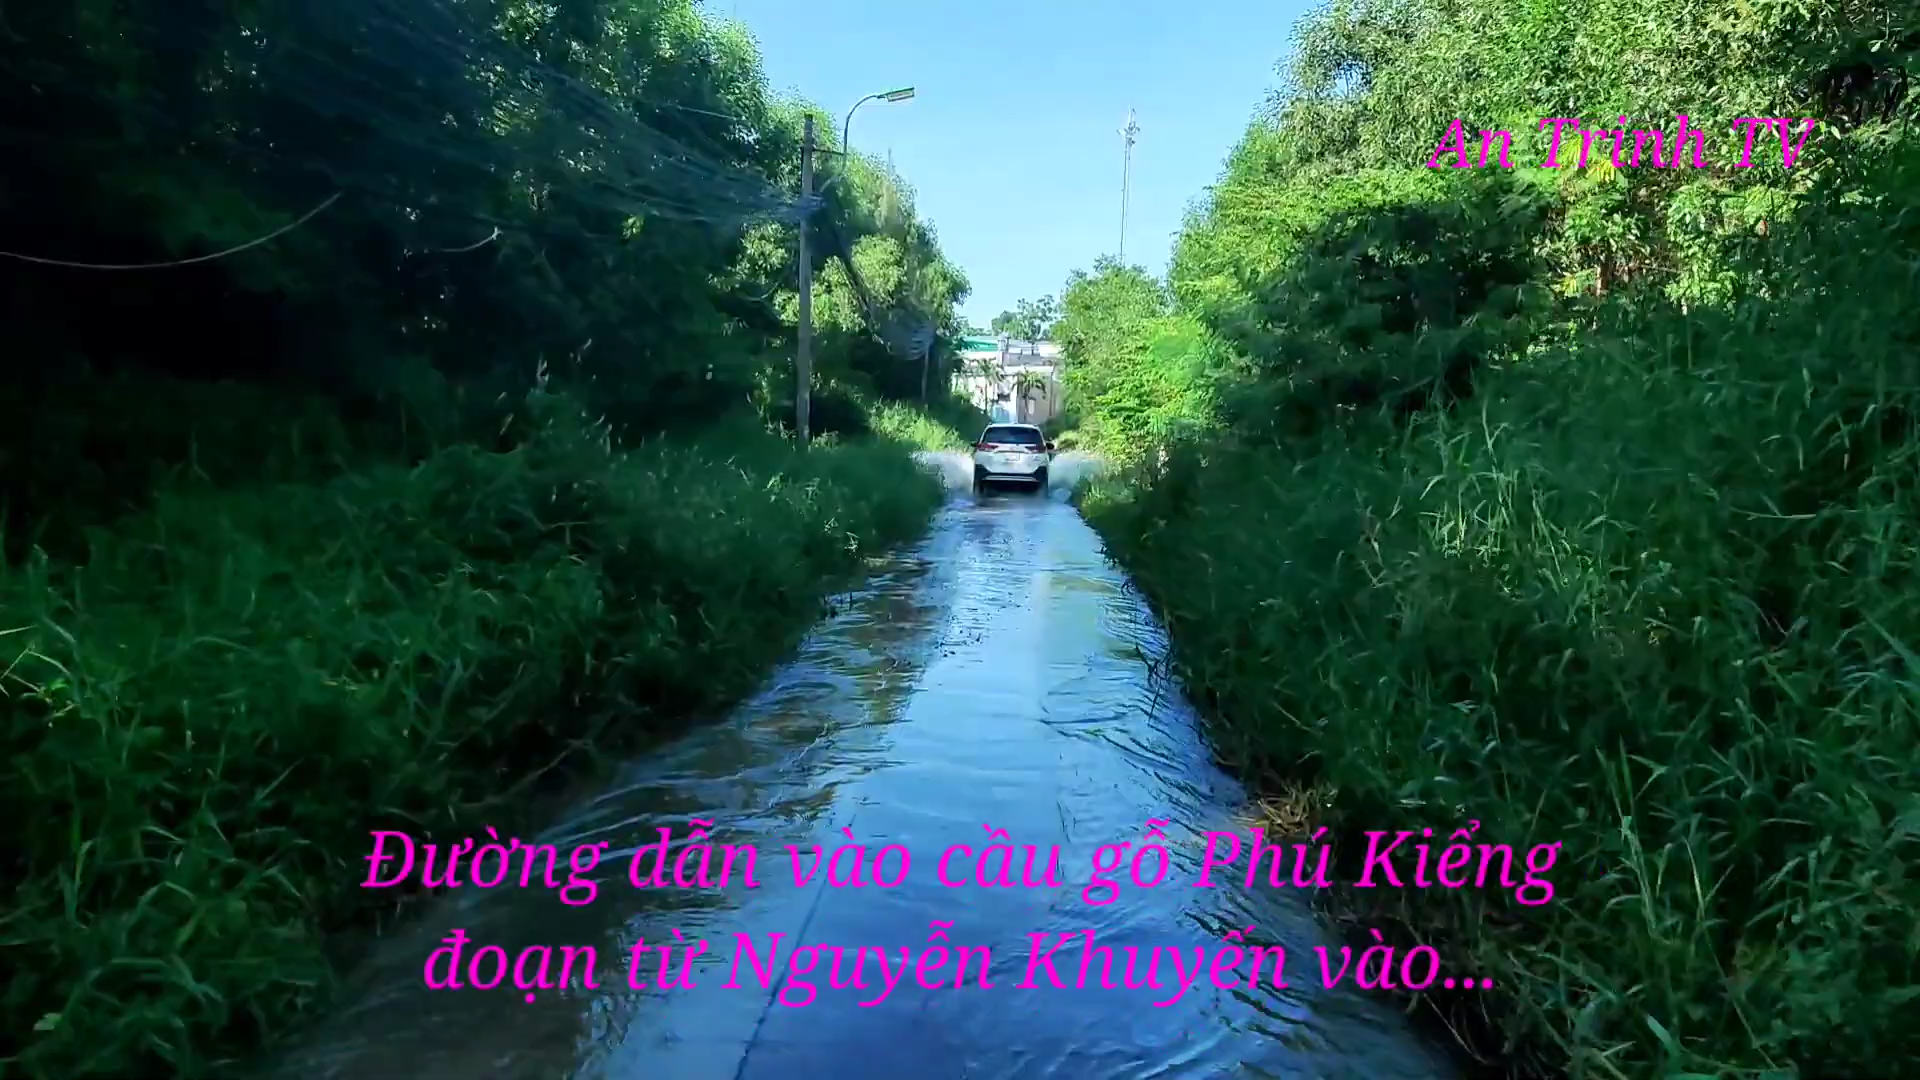 An Trinh TV
Đường dẫn vào cầu gỗ Phú Kiểng
đoạn từ Nguyễn Khuyến vào...